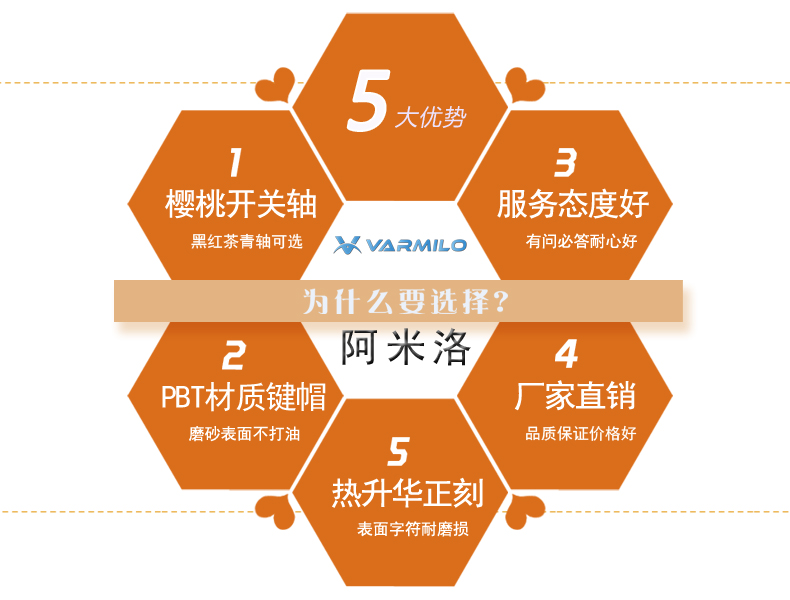 5大优势
1
樱桃开关轴
黑红茶青轴可选
3
服务态度好
有问必答耐心好
VARMILO
为什么要选择?
阿米洛
2
PBT材质键帽
磨砂表面不打油
4
厂家直销
品质保证价格好
5
热升华正刻
表面字符耐磨损